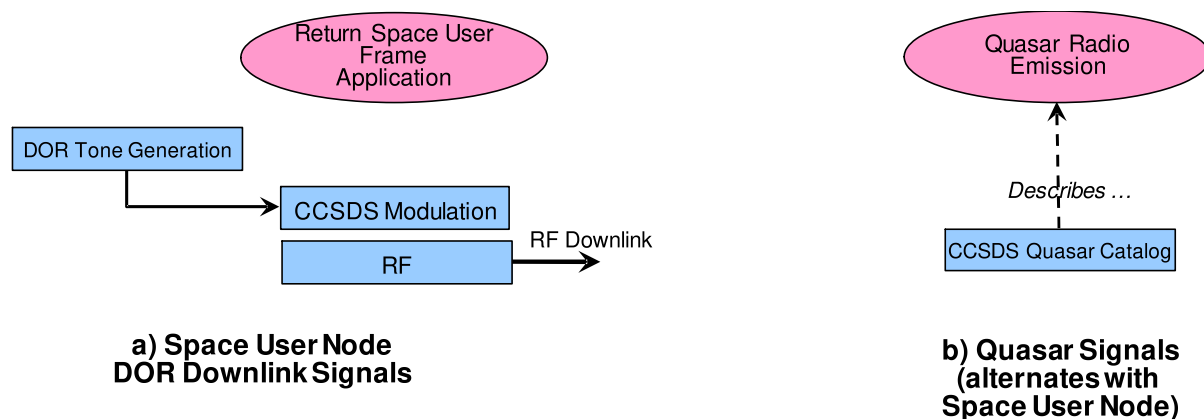 Return Space User
Frame
Application
DOR Tone Generation
CCSDS Modulation
RF Downlink
RF
a) Space User Node
DOR Downlink Signals
Quasar Radio
Emission
Describes ...
CCSDS Quasar Catalog
b) Quasar Signals
(alternates with
Space User Node)